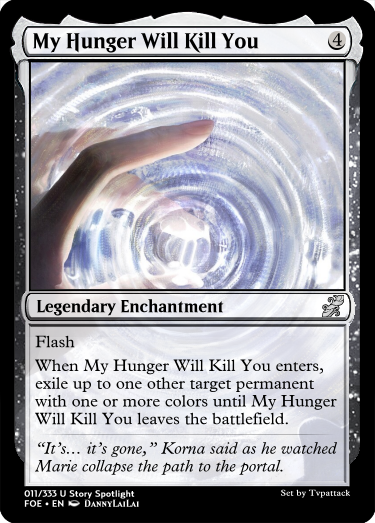 My Hunger Will Kill You 4
Legendary Enchantment
Flash
When My Hunger Will Kill You enters,
exile up to one other target permanent
with one or more colors until My Hunger
Will Kill You leaves the battlefield.
“It’s… it’s gone,” Korna said as he watched
Marie collapse the path to the portal.
011/333 U Story Spotlight
FOE • EN DannyLaiLai
Set by Tvpattack